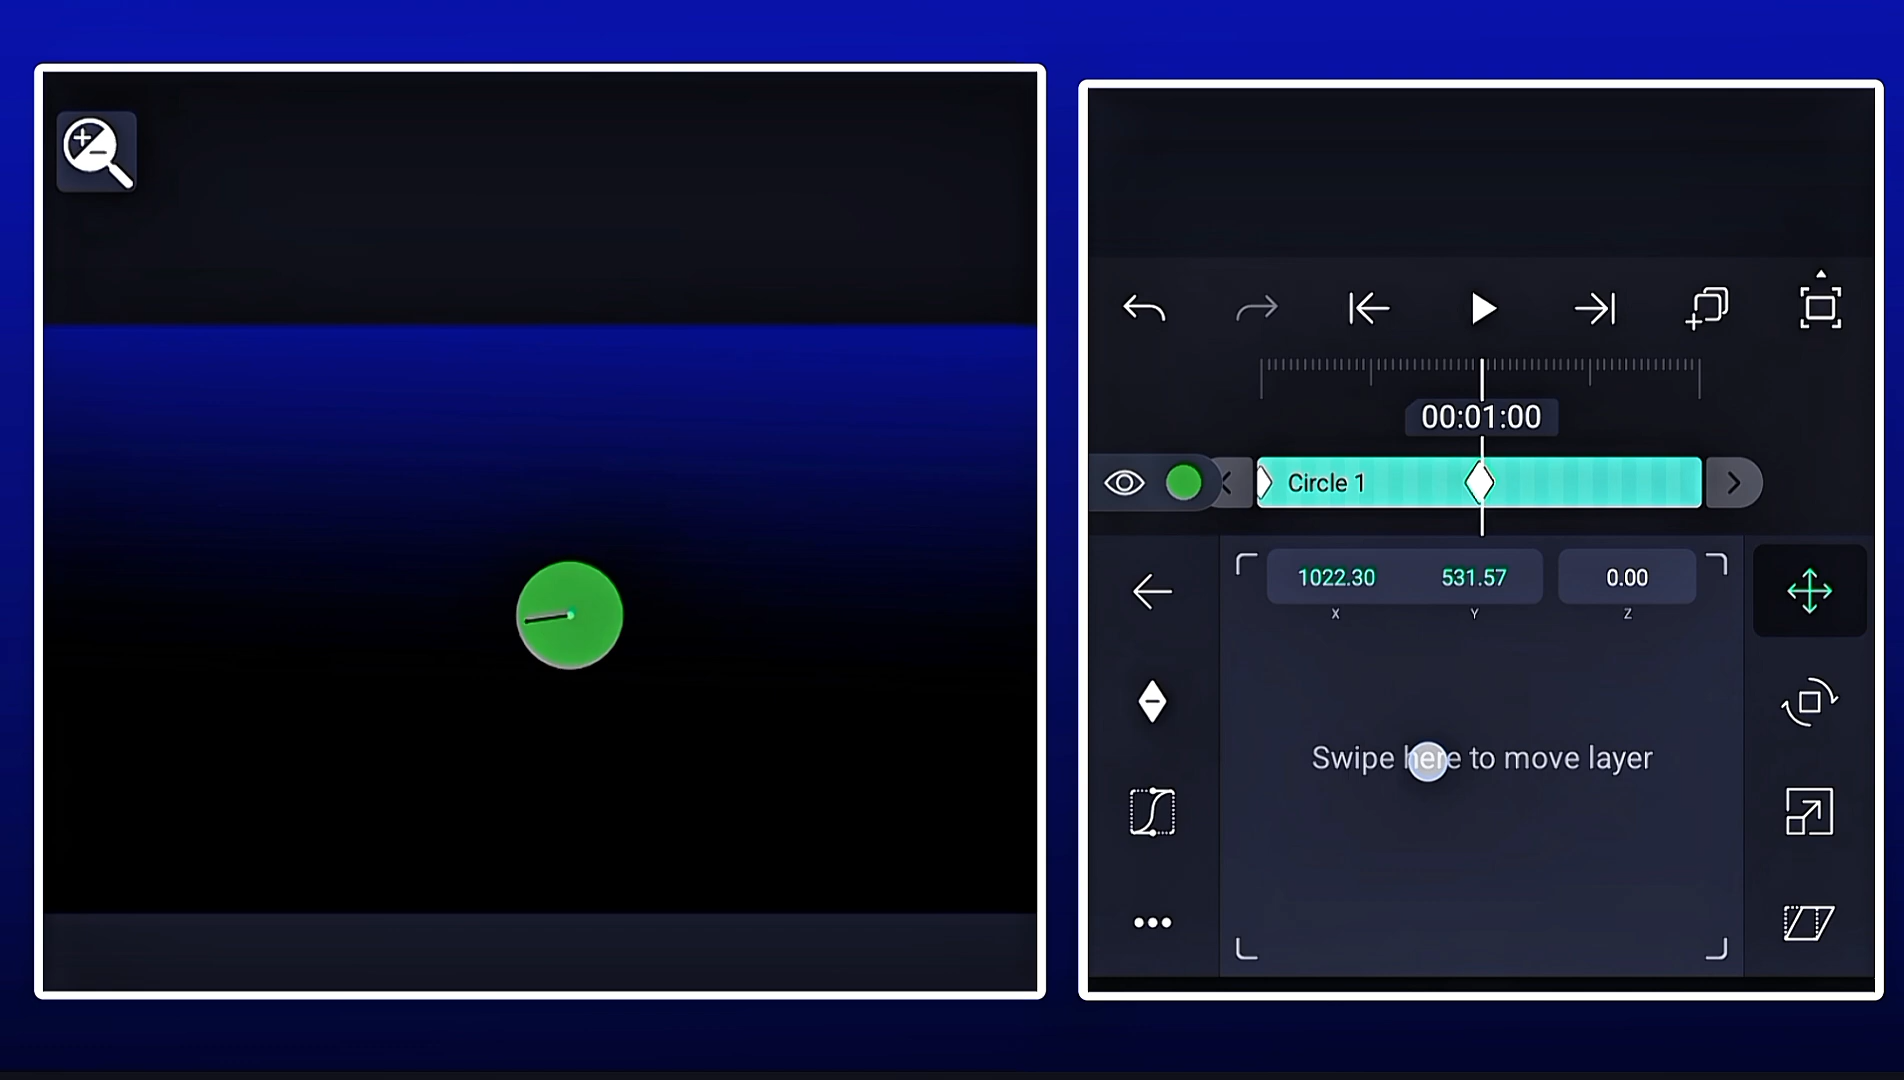 00:01:00
Circle 1
1022.30 531.57 0.00
X Y Z
Swipe here to move layer